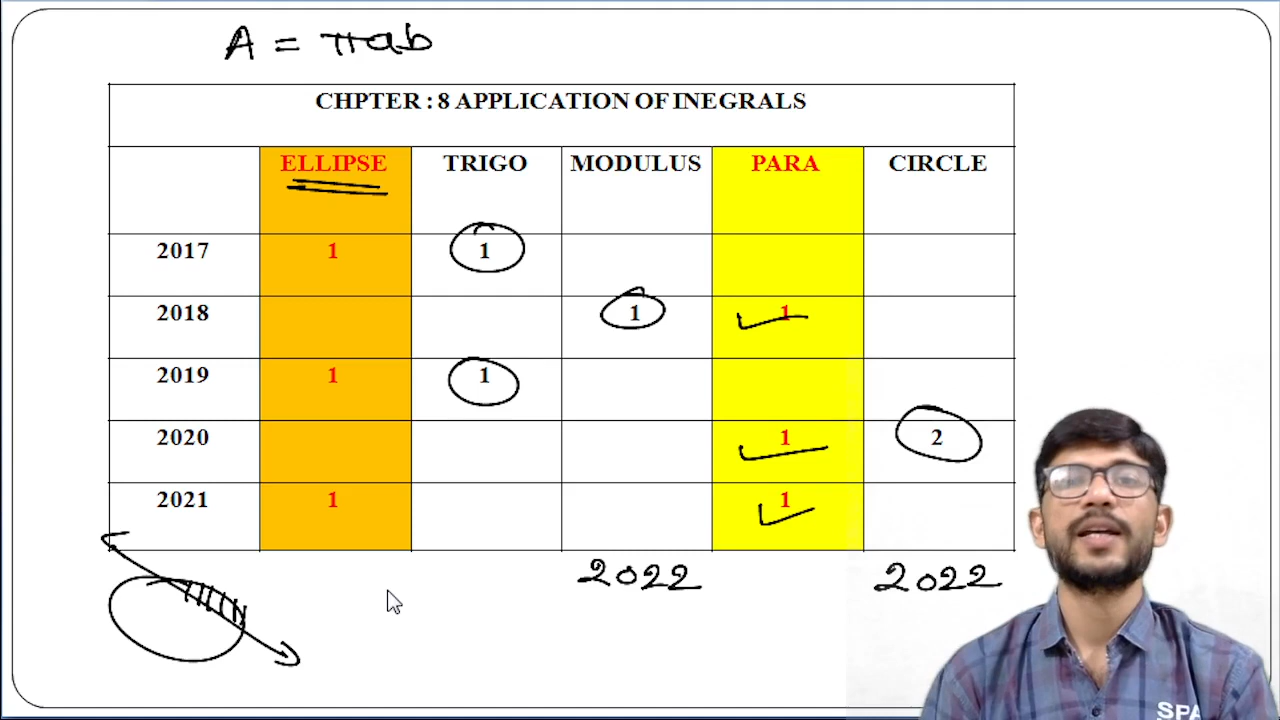 A = πab
CHPTER : 8 APPLICATION OF INEGRALS
ELLIPSE TRIGO MODULUS PARA CIRCLE
2017 1 1
2018 1 1
2019 1 1
2020 1 2
2021 1 1
2022 2022
SPA